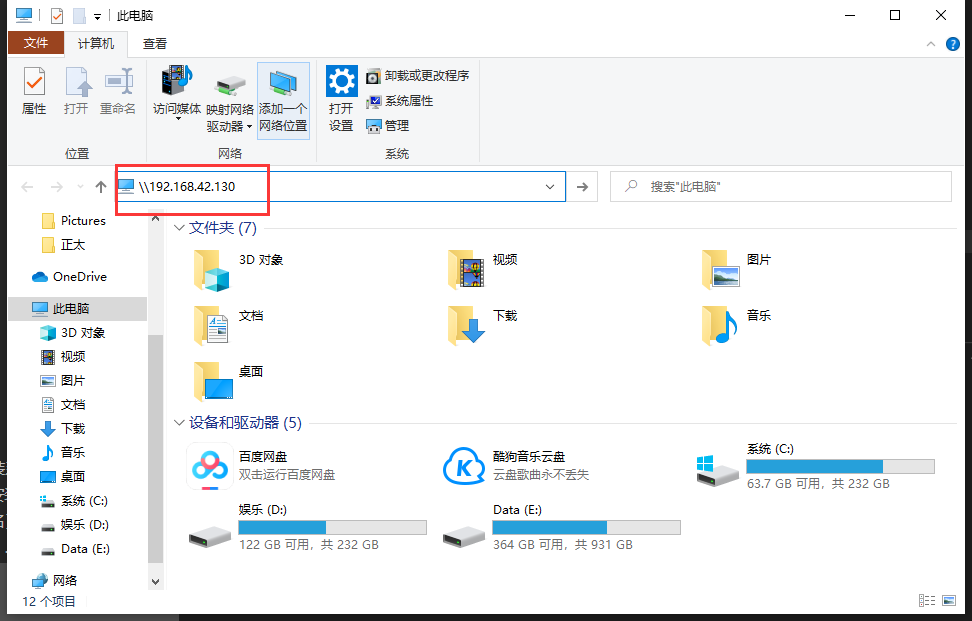 此电脑
文件
计算机
查看
属性
打开
重命名
访问媒体
映射网络
驱动器
添加一个
网络位置
打开
设置
卸载或更改程序
系统属性
管理
位置
网络
系统
\\192.168.42.130
搜索"此电脑"
Pictures
正太
OneDrive
此电脑
3D 对象
视频
图片
文档
下载
音乐
桌面
系统 (C:)
娱乐 (D:)
Data (E:)
网络
文件夹 (7)
3D 对象
视频
图片
文档
下载
音乐
桌面
设备和驱动器 (5)
百度网盘
双击运行百度网盘
酷狗音乐云盘
云盘歌曲永不丢失
系统 (C:)
63.7 GB 可用，共 232 GB
娱乐 (D:)
122 GB 可用，共 232 GB
Data (E:)
364 GB 可用，共 931 GB
12 个项目